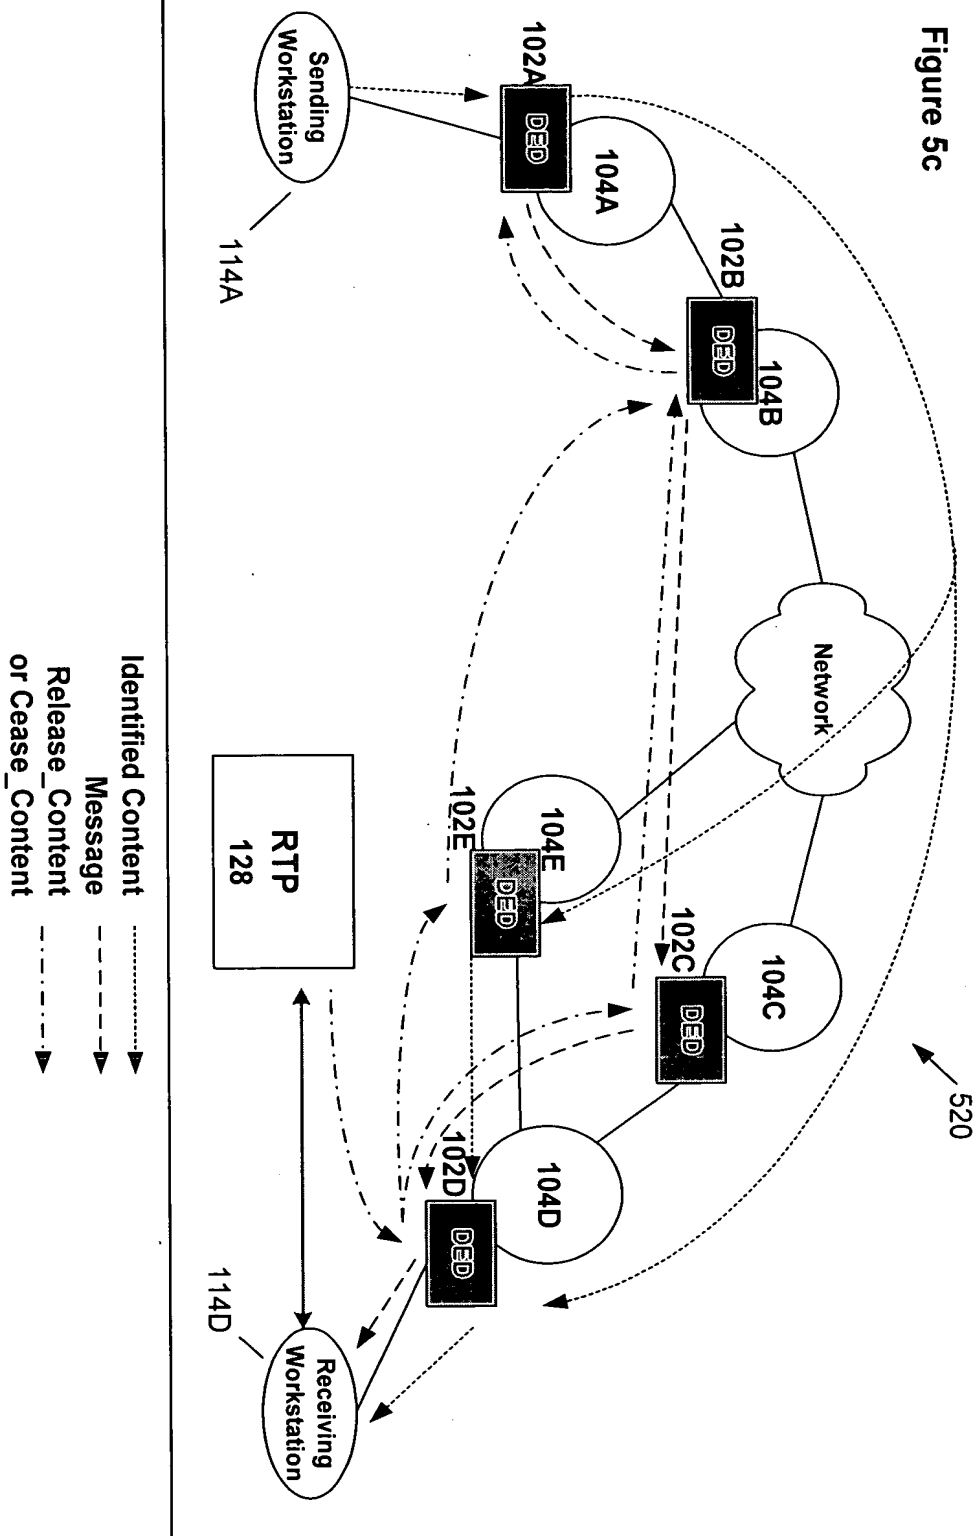 Figure 5c
520
102A
DED
104A
102B
DED
104B
Network
104C
102C
DED
104E
102E
DED
104D
102D
DED
Sending
Workstation
114A
RTP
128
Receiving
Workstation
114D
Identified Content
Message
Release_Content
or Cease_Content